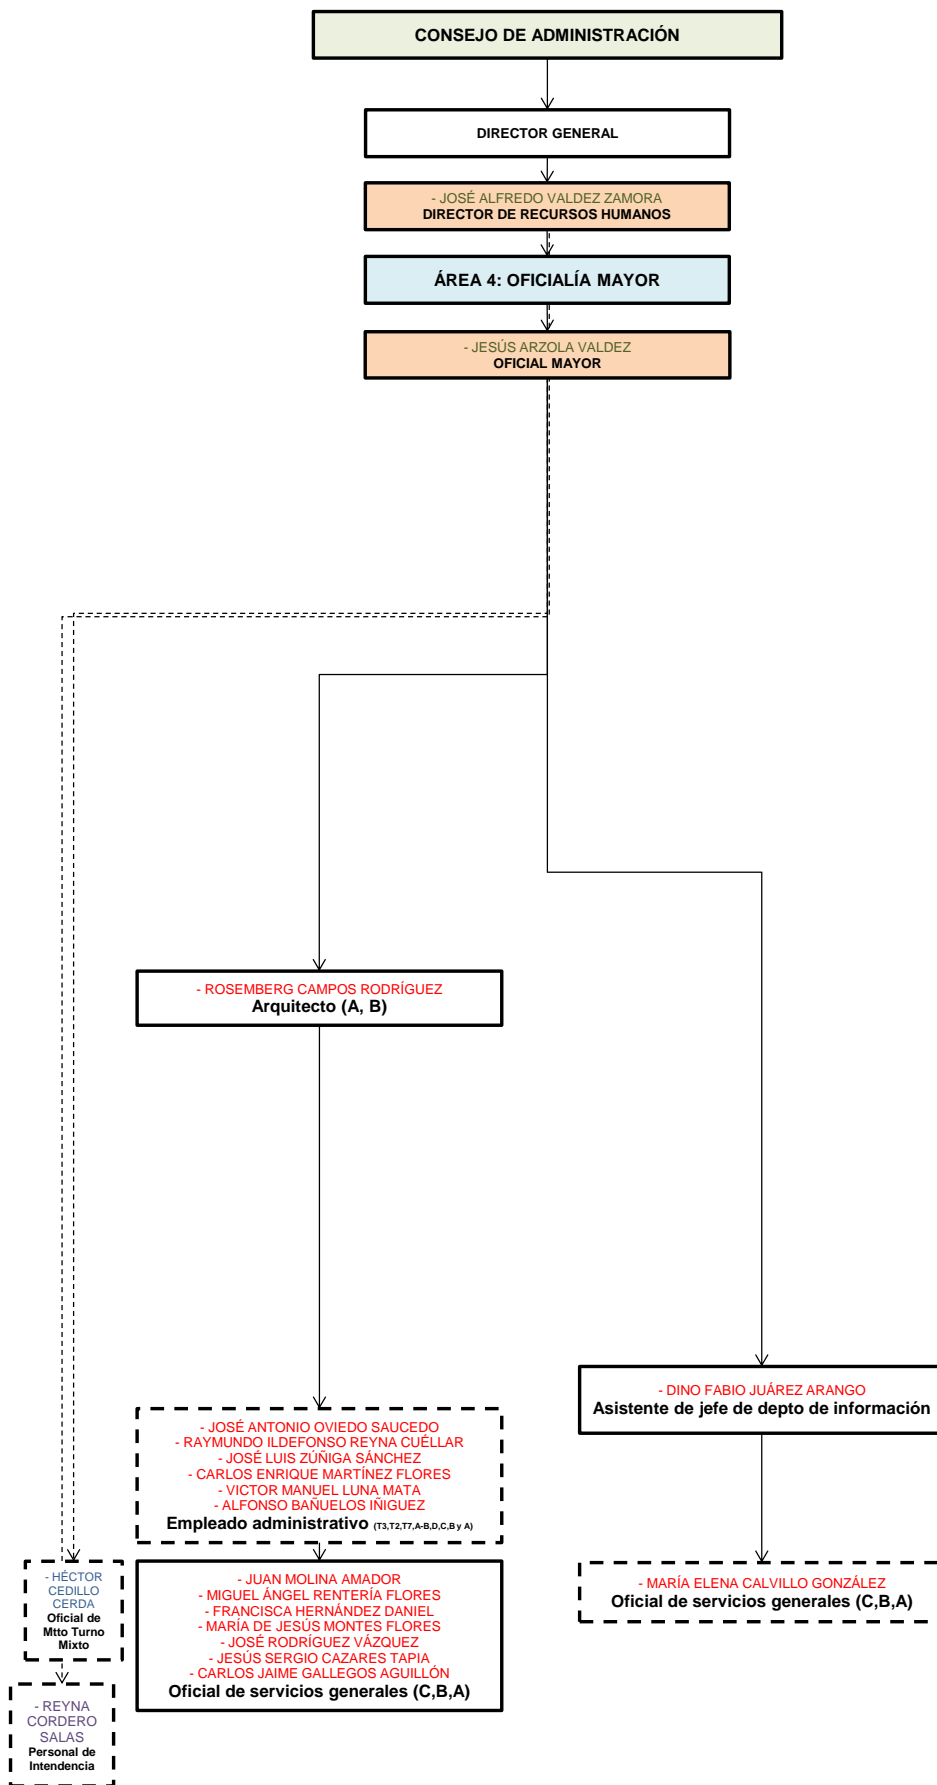 CONSEJO DE ADMINISTRACIÓN
DIRECTOR GENERAL
- JOSÉ ALFREDO VALDEZ ZAMORA
DIRECTOR DE RECURSOS HUMANOS
ÁREA 4: OFICIALÍA MAYOR
- JESÚS ARZOLA VALDEZ
OFICIAL MAYOR
- ROSEMBERG CAMPOS RODRÍGUEZ
Arquitecto (A, B)
- DINO FABIO JUÁREZ ARANGO
Asistente de jefe de depto de información
- JOSÉ ANTONIO OVIEDO SAUCEDO
- RAYMUNDO ILDEFONSO REYNA CUÉLLAR
- JOSÉ LUIS ZÚÑIGA SÁNCHEZ
- CARLOS ENRIQUE MARTÍNEZ FLORES
- VICTOR MANUEL LUNA MATA
- ALFONSO BAÑUELOS IÑIGUEZ
Empleado administrativo (T3,T2,T7,A-B,D,C,B y A)
- HÉCTOR
CEDILLO
CERDA
Oficial de
Mtto Turno
Mixto
- JUAN MOLINA AMADOR
- MIGUEL ÁNGEL RENTERÍA FLORES
- FRANCISCA HERNÁNDEZ DANIEL
- MARÍA DE JESÚS MONTES FLORES
- JOSÉ RODRÍGUEZ VÁZQUEZ
- JESÚS SERGIO CAZARES TAPIA
- CARLOS JAIME GALLEGOS AGUILLÓN
Oficial de servicios generales (C,B,A)
- MARÍA ELENA CALVILLO GONZÁLEZ
Oficial de servicios generales (C,B,A)
- REYNA
CORDERO
SALAS
Personal de
Intendencia